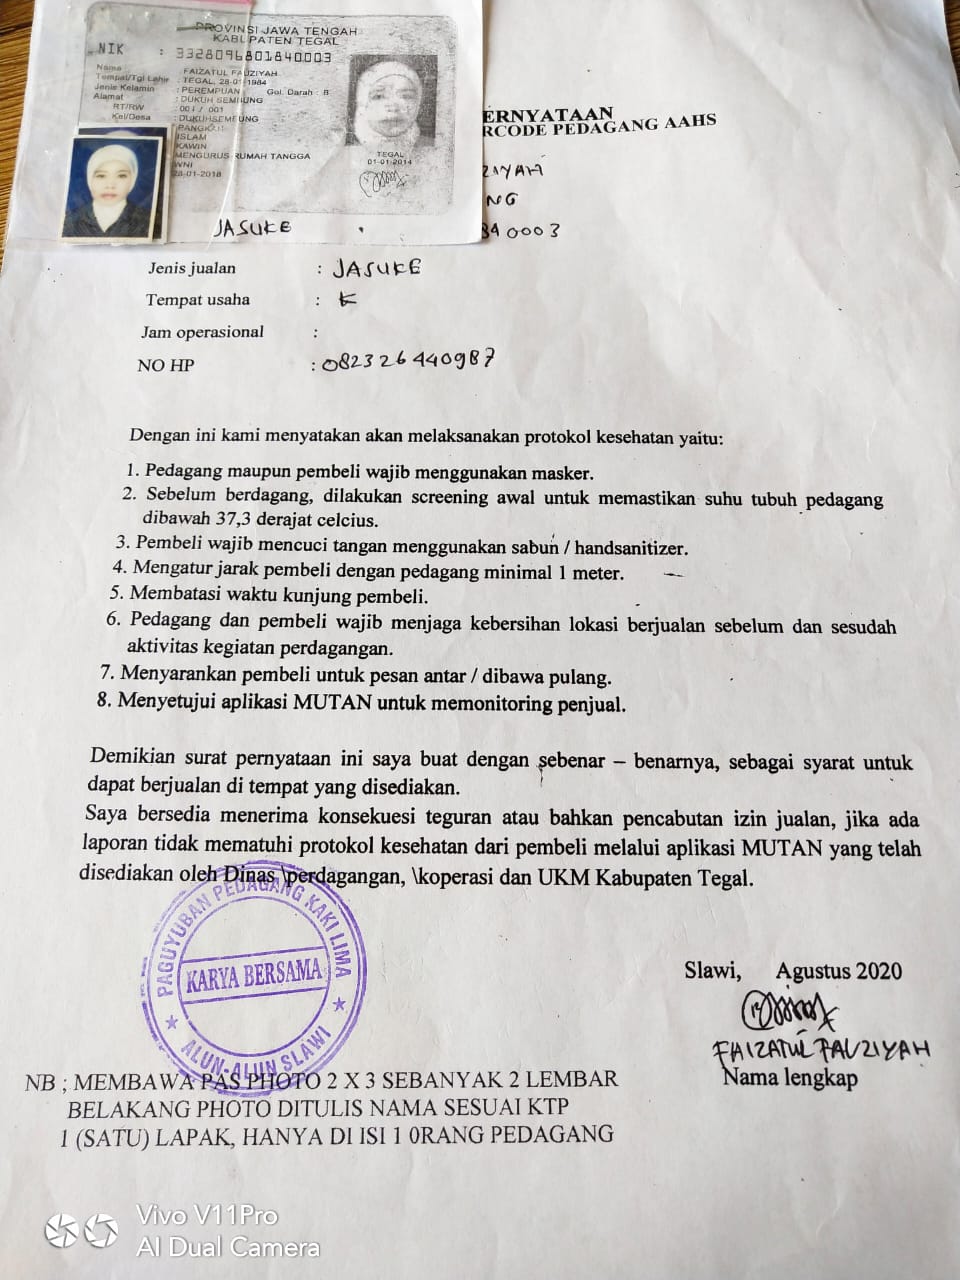 PROVINSI JAWA TENGAH
KABUPATEN TEGAL
NIK : 3328096801840003
Nama : FAIZATUL FAUZIYAH
Tempat/Tgl Lahir : TEGAL, 28-01-1984
Jenis Kelamin : PEREMPUAN Gol. Darah : B
Alamat : DUKUH SEMBUNG
RT/RW : 001 / 001
Kel/Desa : DUKUHSEMBUNG
PANGKAH
ISLAM
KAWIN
MENGURUS RUMAH TANGGA
WNI
28-01-2018
TEGAL
01-01-2014
JASUKE
ERNYATAAN
RCODE PEDAGANG AAHS
ZIYAH
NG
840003
Jenis jualan : JASUKE
Tempat usaha :
Jam operasional :
NO HP : 082326440987
Dengan ini kami menyatakan akan melaksanakan protokol kesehatan yaitu:
1. Pedagang maupun pembeli wajib menggunakan masker.
2. Sebelum berdagang, dilakukan screening awal untuk memastikan suhu tubuh pedagang
dibawah 37,3 derajat celcius.
3. Pembeli wajib mencuci tangan menggunakan sabun / handsanitizer.
4. Mengatur jarak pembeli dengan pedagang minimal 1 meter.
5. Membatasi waktu kunjung pembeli.
6. Pedagang dan pembeli wajib menjaga kebersihan lokasi berjualan sebelum dan sesudah
aktivitas kegiatan perdagangan.
7. Menyarankan pembeli untuk pesan antar / dibawa pulang.
8. Menyetujui aplikasi MUTAN untuk memonitoring penjual.
Demikian surat pernyataan ini saya buat dengan sebenar – benarnya, sebagai syarat untuk
dapat berjualan di tempat yang disediakan.
Saya bersedia menerima konsekuesi teguran atau bahkan pencabutan izin jualan, jika ada
laporan tidak mematuhi protokol kesehatan dari pembeli melalui aplikasi MUTAN yang telah
disediakan oleh Dinas \perdagangan, \koperasi dan UKM Kabupaten Tegal.
PAGUYUBAN PEDAGANG KAKI LIMA
KARYA BERSAMA
ALUN-ALUN SLAWI
Slawi, Agustus 2020
FAIZATUL FAUZIYAH
Nama lengkap
NB ; MEMBAWA PAS PHOTO 2 X 3 SEBANYAK 2 LEMBAR
BELAKANG PHOTO DITULIS NAMA SESUAI KTP
1 (SATU) LAPAK, HANYA DI ISI 1 0RANG PEDAGANG
Vivo V11Pro
AI Dual Camera